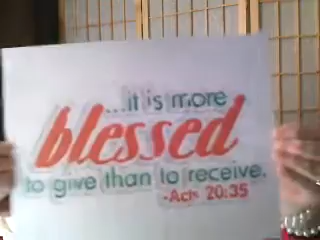 ...it is more
blessed
to give than to receive.
-Acts 20:35